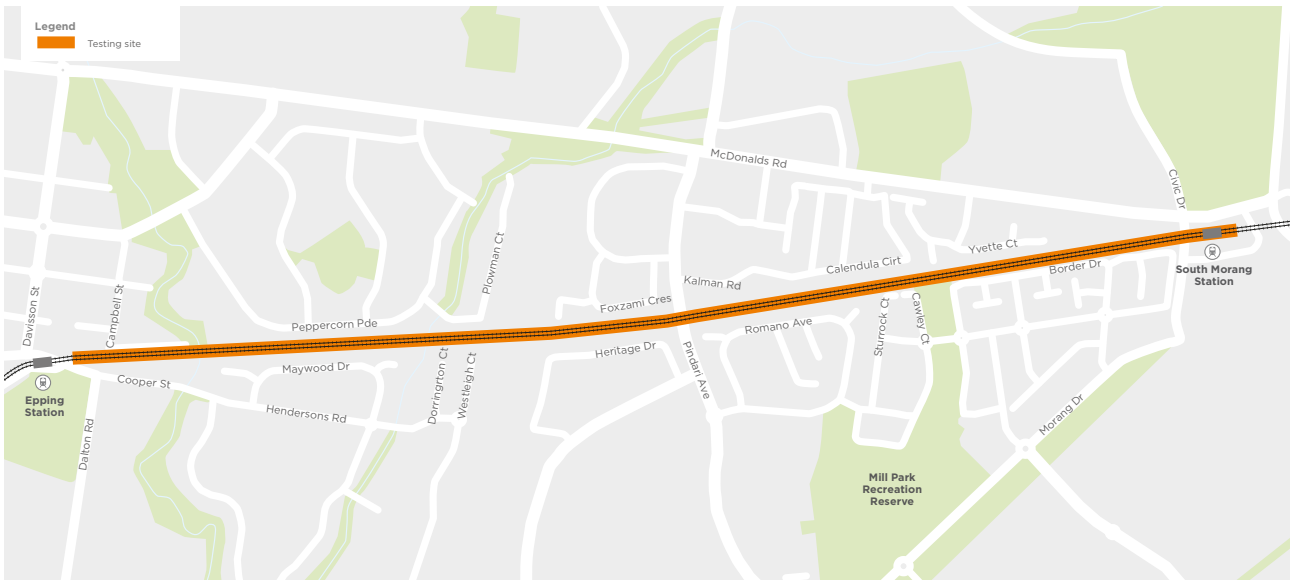 Legend
Testing site
McDonalds Rd
Civic Dr
Plowman Ct
Yvette Ct
Calendula Cirt
Border Dr
South Morang
Station
Kalman Rd
Foxzami Cres
Davisson St
Campbell St
Peppercorn Pde
Romano Ave
Sturrock Ct
Cawley Ct
Heritage Dr
Pindari Ave
Maywood Dr
Cooper St
Dorringrton Ct
Westleigh Ct
Epping
Station
Hendersons Rd
Dalton Rd
Morang Dr
Mill Park
Recreation
Reserve